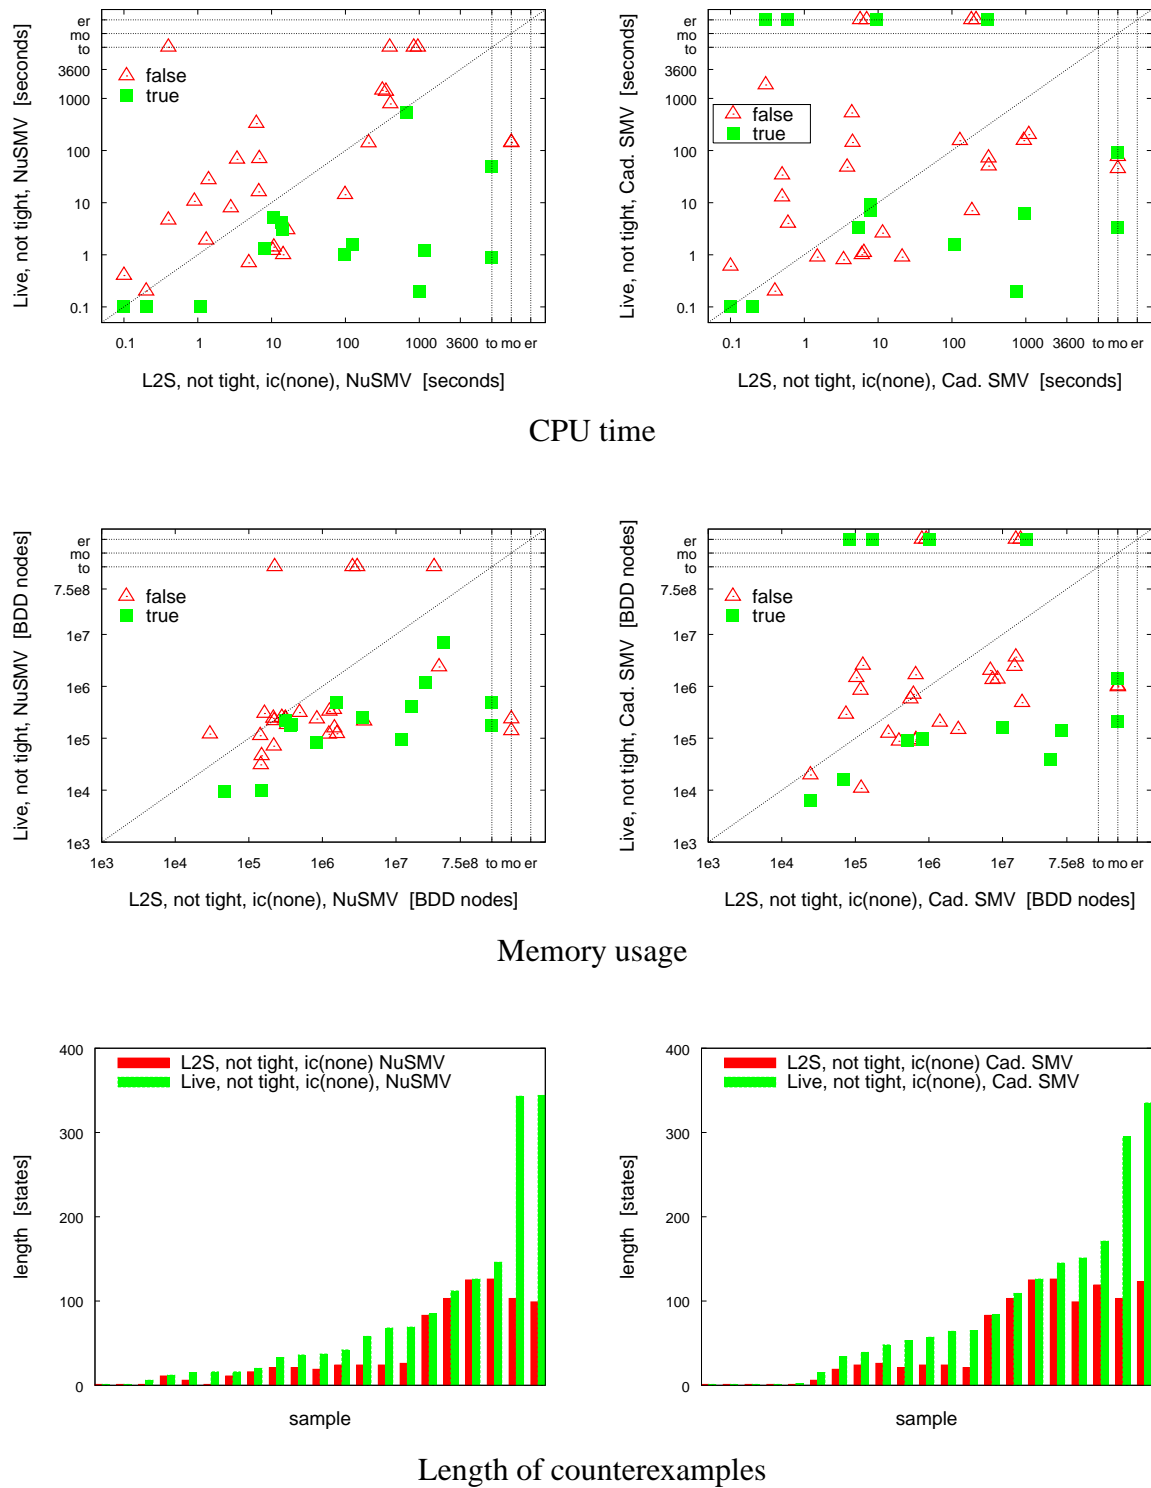 Live, not tight, NuSMV [seconds]
er
mo
to
3600
1000
100
10
1
0.1
false
true
0.1 1 10 100 1000 3600 to mo er
L2S, not tight, ic(none), NuSMV [seconds]
Live, not tight, Cad. SMV [seconds]
er
mo
to
3600
1000
100
10
1
0.1
false
true
0.1 1 10 100 1000 3600 to mo er
L2S, not tight, ic(none), Cad. SMV [seconds]
CPU time
Live, not tight, NuSMV [BDD nodes]
er
mo
to
7.5e8
1e7
1e6
1e5
1e4
1e3
false
true
1e3 1e4 1e5 1e6 1e7 7.5e8 to mo er
L2S, not tight, ic(none), NuSMV [BDD nodes]
Live, not tight, Cad. SMV [BDD nodes]
er
mo
to
7.5e8
1e7
1e6
1e5
1e4
1e3
false
true
1e3 1e4 1e5 1e6 1e7 7.5e8 to mo er
L2S, not tight, ic(none), Cad. SMV [BDD nodes]
Memory usage
length [states]
400
300
200
100
0
L2S, not tight, ic(none) NuSMV
Live, not tight, ic(none), NuSMV
sample
length [states]
400
300
200
100
0
L2S, not tight, ic(none) Cad. SMV
Live, not tight, ic(none), Cad. SMV
sample
Length of counterexamples